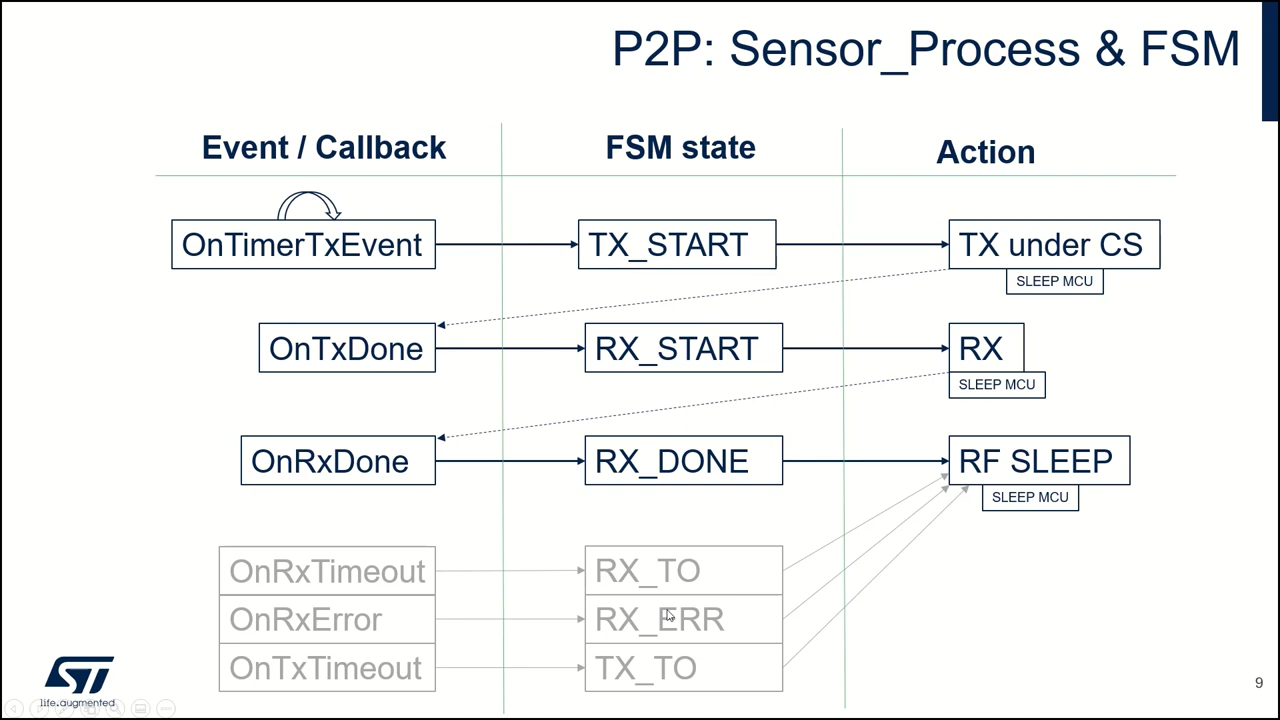 P2P: Sensor_Process & FSM
Event / Callback
FSM state
Action
OnTimerTxEvent
TX_START
TX under CS
SLEEP MCU
OnTxDone
RX_START
RX
SLEEP MCU
OnRxDone
RX_DONE
RF SLEEP
SLEEP MCU
OnRxTimeout
RX_TO
OnRxError
RX_ERR
OnTxTimeout
TX_TO
ST
life.augmented
9